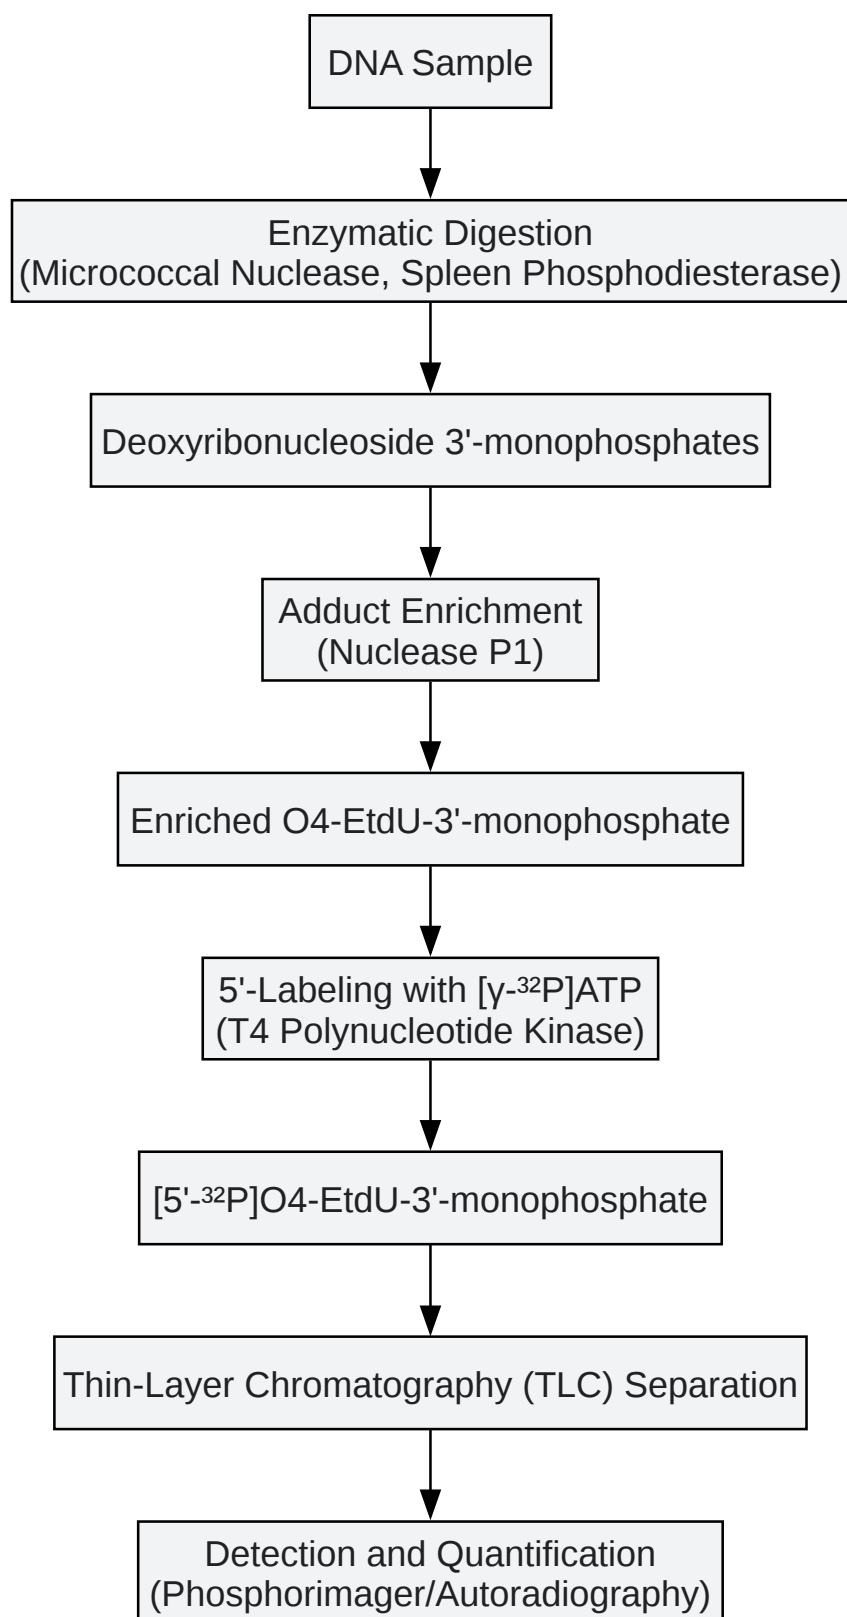 DNA Sample
Enzymatic Digestion
(Micrococcal Nuclease, Spleen Phosphodiesterase)
Deoxyribonucleoside 3'-monophosphates
Adduct Enrichment
(Nuclease P1)
Enriched O4-EtdU-3'-monophosphate
5'-Labeling with [γ-³²P]ATP
(T4 Polynucleotide Kinase)
[5'-³²P]O4-EtdU-3'-monophosphate
Thin-Layer Chromatography (TLC) Separation
Detection and Quantification
(Phosphorimager/Autoradiography)